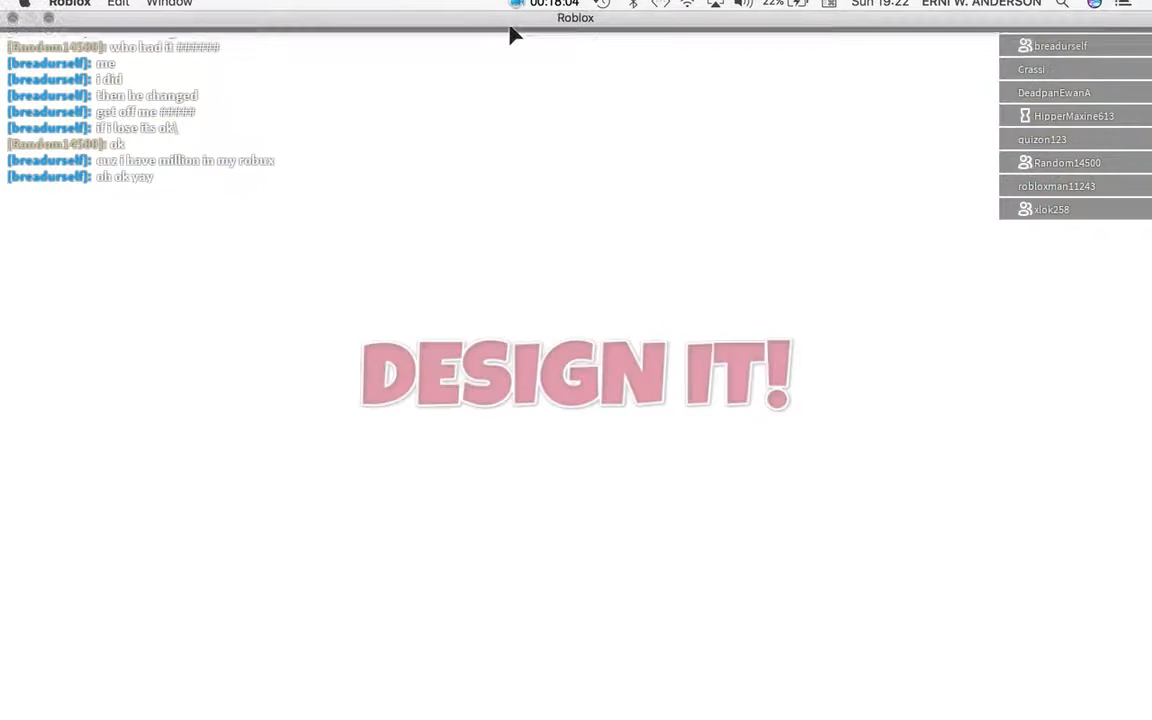 Roblox Edit Window 00:18:04 22% Sun 19:22 ERNI W. ANDERSON
Roblox
[Random14500]: who had it ######
[breadurself]: me
[breadurself]: i did
[breadurself]: then he changed
[breadurself]: get off me #####
[breadurself]: if i lose its ok\
[Random14500]: ok
[breadurself]: cuz i have million in my robux
[breadurself]: oh ok yay
breadurself
Crassi
DeadpanEwanA
HipperMaxine613
quizon123
Random14500
robloxman11243
xlok258
DESIGN IT!